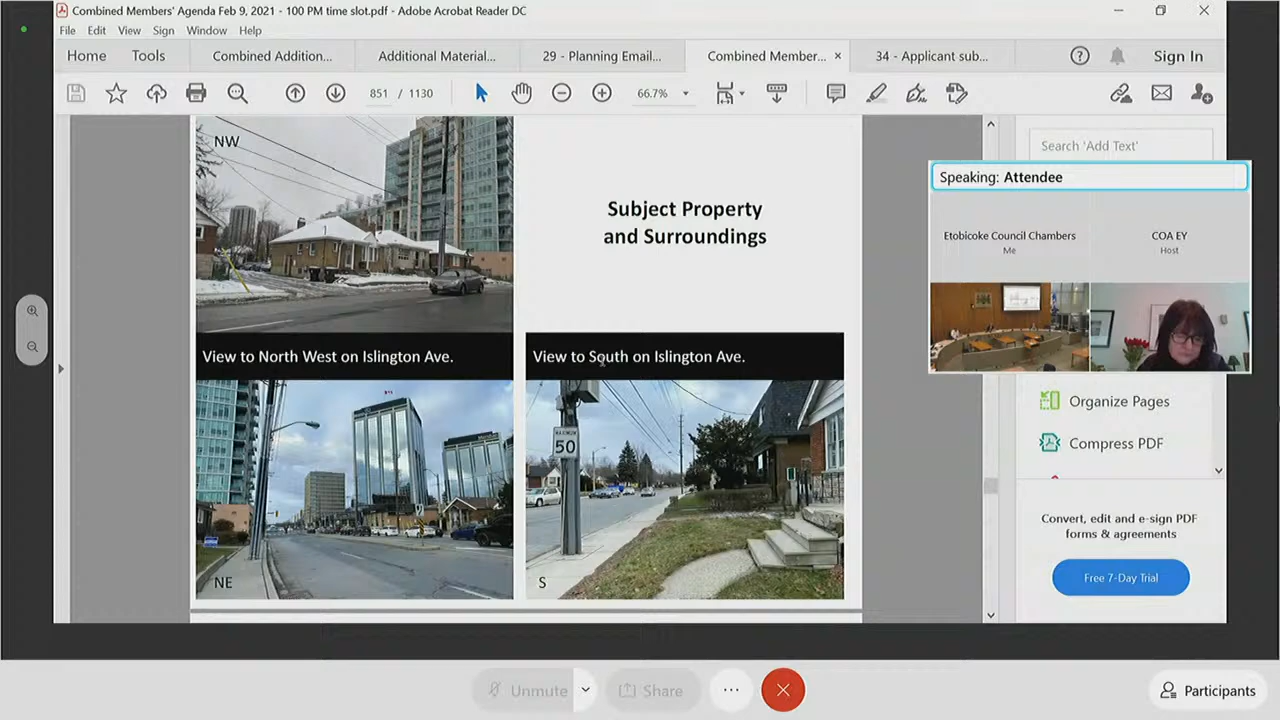 Combined Members' Agenda Feb 9, 2021 - 100 PM time slot.pdf - Adobe Acrobat Reader DC
File Edit View Sign Window Help
Home Tools Combined Addition... Additional Material... 29 - Planning Email... Combined Member... × 34 - Applicant sub... Sign In
851 / 1130 66.7%
NW
Subject Property
and Surroundings
View to North West on Islington Ave.
View to South on Islington Ave.
MAXIMUM
50
NE
S
Search 'Add Text'
Speaking: Attendee
Etobicoke Council Chambers
Me
COA EY
Host
Organize Pages
Compress PDF
Convert, edit and e-sign PDF
forms & agreements
Free 7-Day Trial
Unmute Share ... Participants